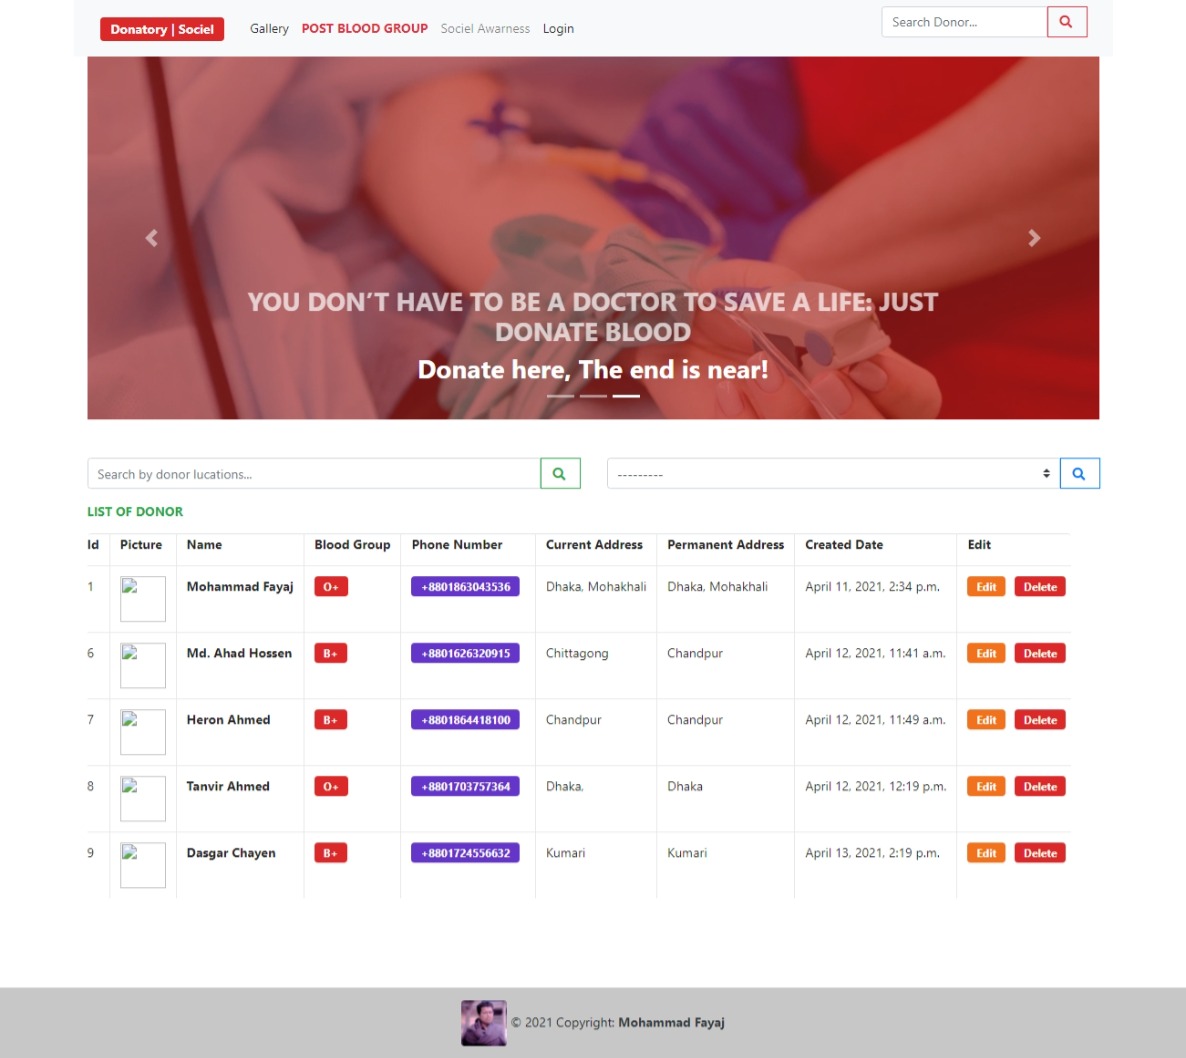 Donatory | Sociel Gallery POST BLOOD GROUP Sociel Awarness Login Search Donor...
YOU DON’T HAVE TO BE A DOCTOR TO SAVE A LIFE: JUST
DONATE BLOOD
Donate here, The end is near!
Search by donor lucations... ---------
LIST OF DONOR
Id Picture Name Blood Group Phone Number Current Address Permanent Address Created Date Edit
1 Mohammad Fayaj O+ +8801863043536 Dhaka, Mohakhali Dhaka, Mohakhali April 11, 2021, 2:34 p.m. Edit Delete
6 Md. Ahad Hossen B+ +8801626320915 Chittagong Chandpur April 12, 2021, 11:41 a.m. Edit Delete
7 Heron Ahmed B+ +8801864418100 Chandpur Chandpur April 12, 2021, 11:49 a.m. Edit Delete
8 Tanvir Ahmed O+ +8801703757364 Dhaka, Dhaka April 12, 2021, 12:19 p.m. Edit Delete
9 Dasgar Chayen B+ +8801724556632 Kumari Kumari April 13, 2021, 2:19 p.m. Edit Delete
© 2021 Copyright: Mohammad Fayaj